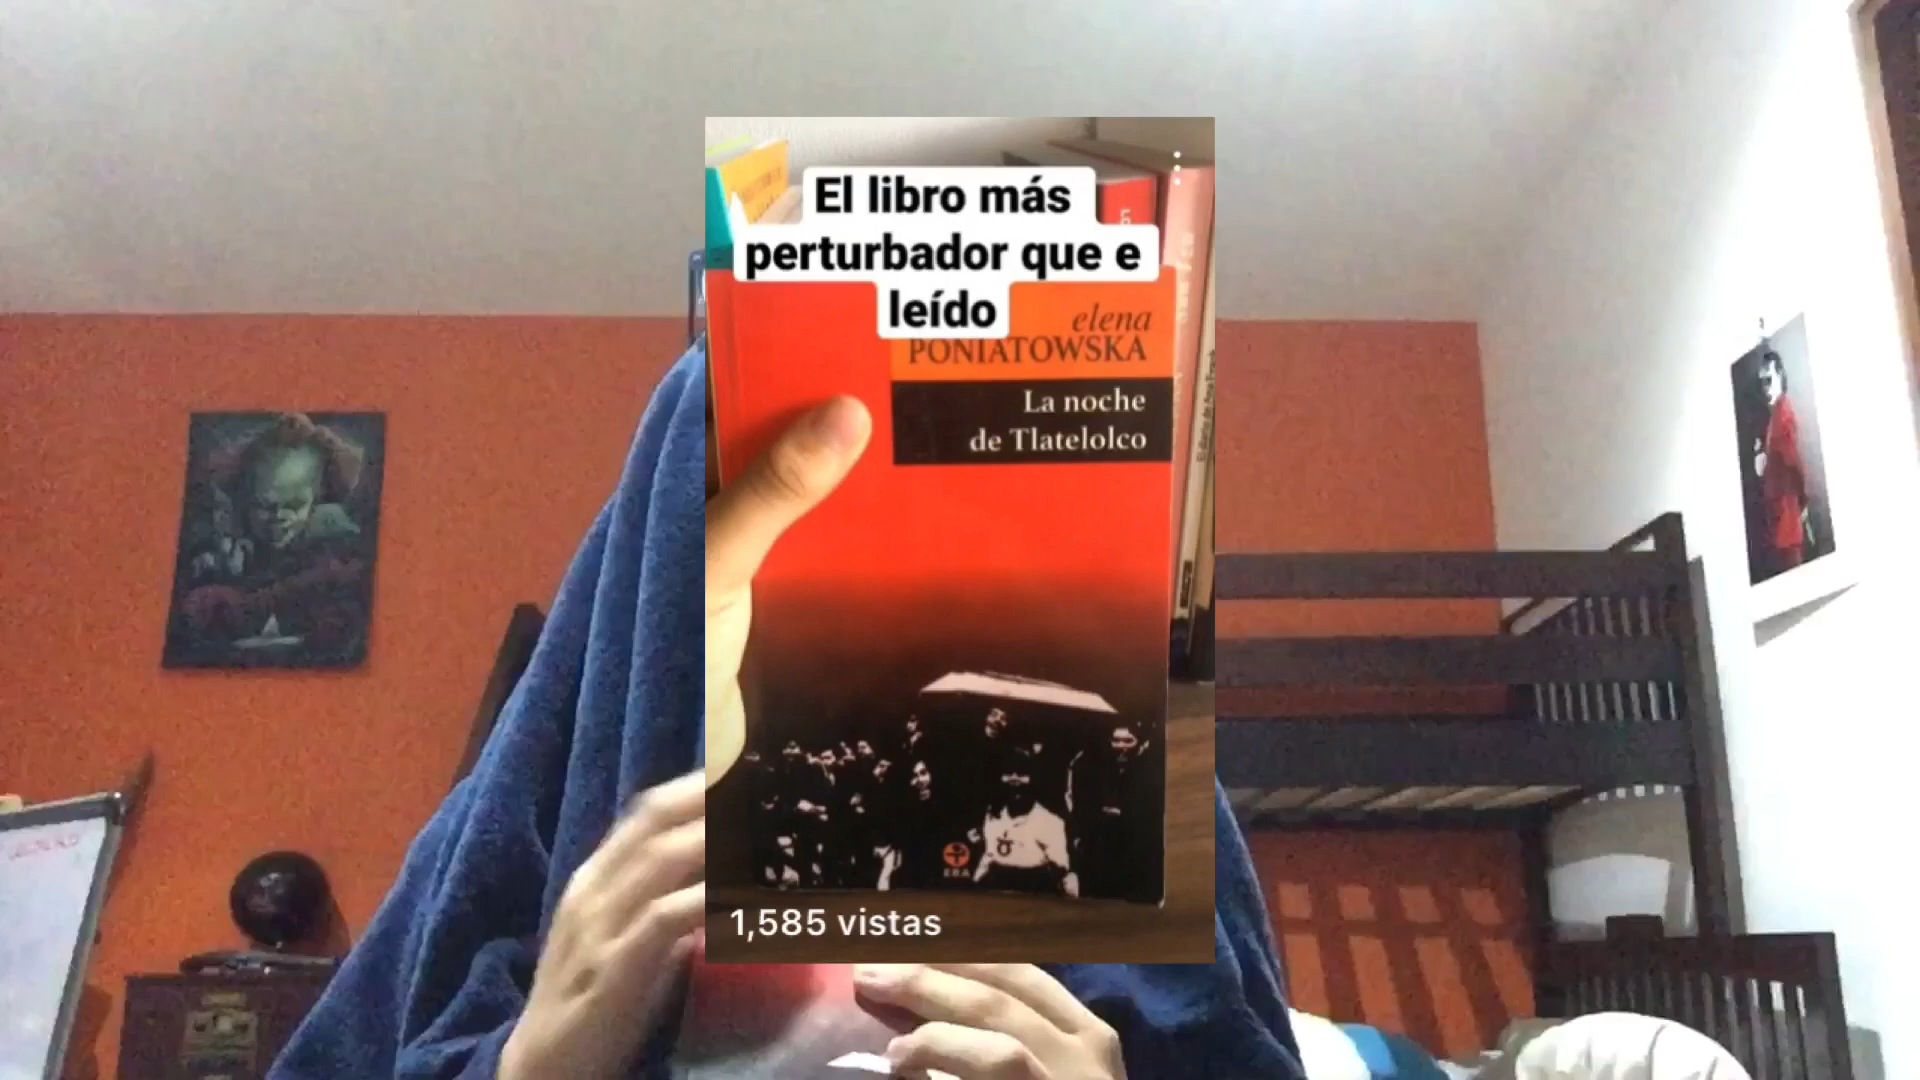 El libro más
perturbador que e
leído
elena
PONIATOWSKA
La noche
de Tlatelolco
ERA
1,585 vistas